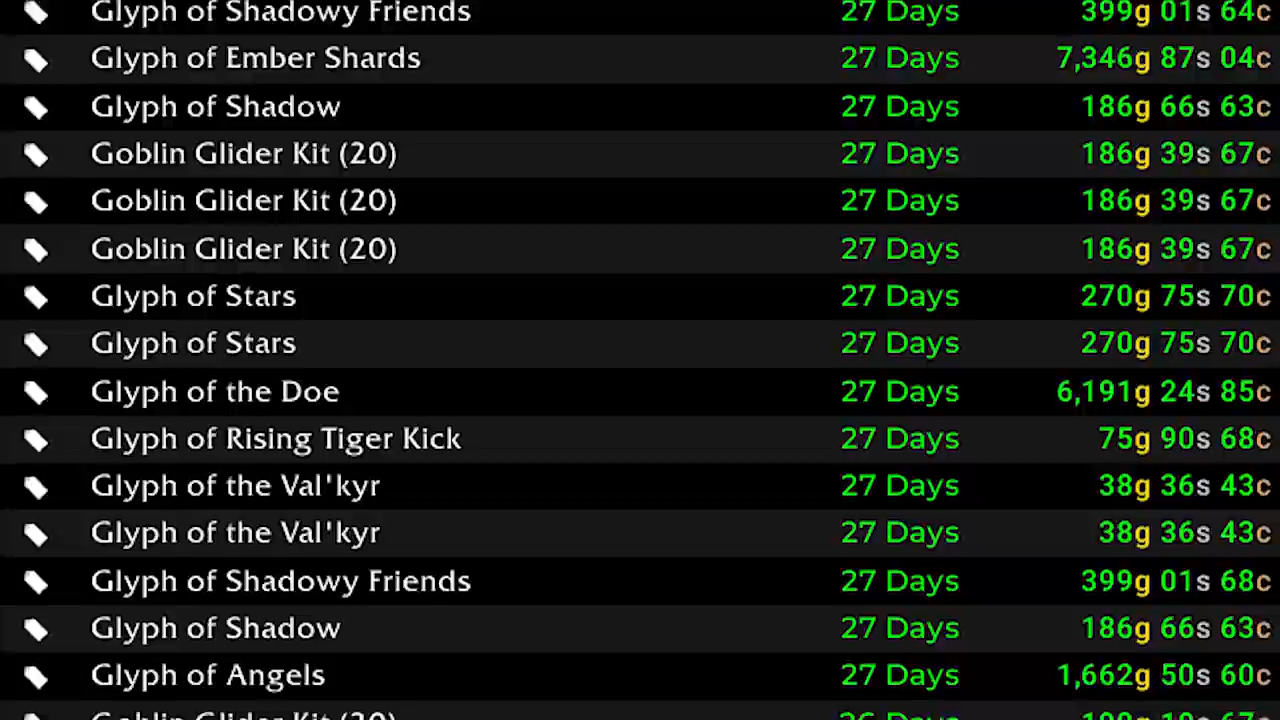 Glyph of Shadowy Friends 27 Days 399g 01s 64c
Glyph of Ember Shards 27 Days 7,346g 87s 04c
Glyph of Shadow 27 Days 186g 66s 63c
Goblin Glider Kit (20) 27 Days 186g 39s 67c
Goblin Glider Kit (20) 27 Days 186g 39s 67c
Goblin Glider Kit (20) 27 Days 186g 39s 67c
Glyph of Stars 27 Days 270g 75s 70c
Glyph of Stars 27 Days 270g 75s 70c
Glyph of the Doe 27 Days 6,191g 24s 85c
Glyph of Rising Tiger Kick 27 Days 75g 90s 68c
Glyph of the Val'kyr 27 Days 38g 36s 43c
Glyph of the Val'kyr 27 Days 38g 36s 43c
Glyph of Shadowy Friends 27 Days 399g 01s 68c
Glyph of Shadow 27 Days 186g 66s 63c
Glyph of Angels 27 Days 1,662g 50s 60c
Goblin Glider Kit (20)